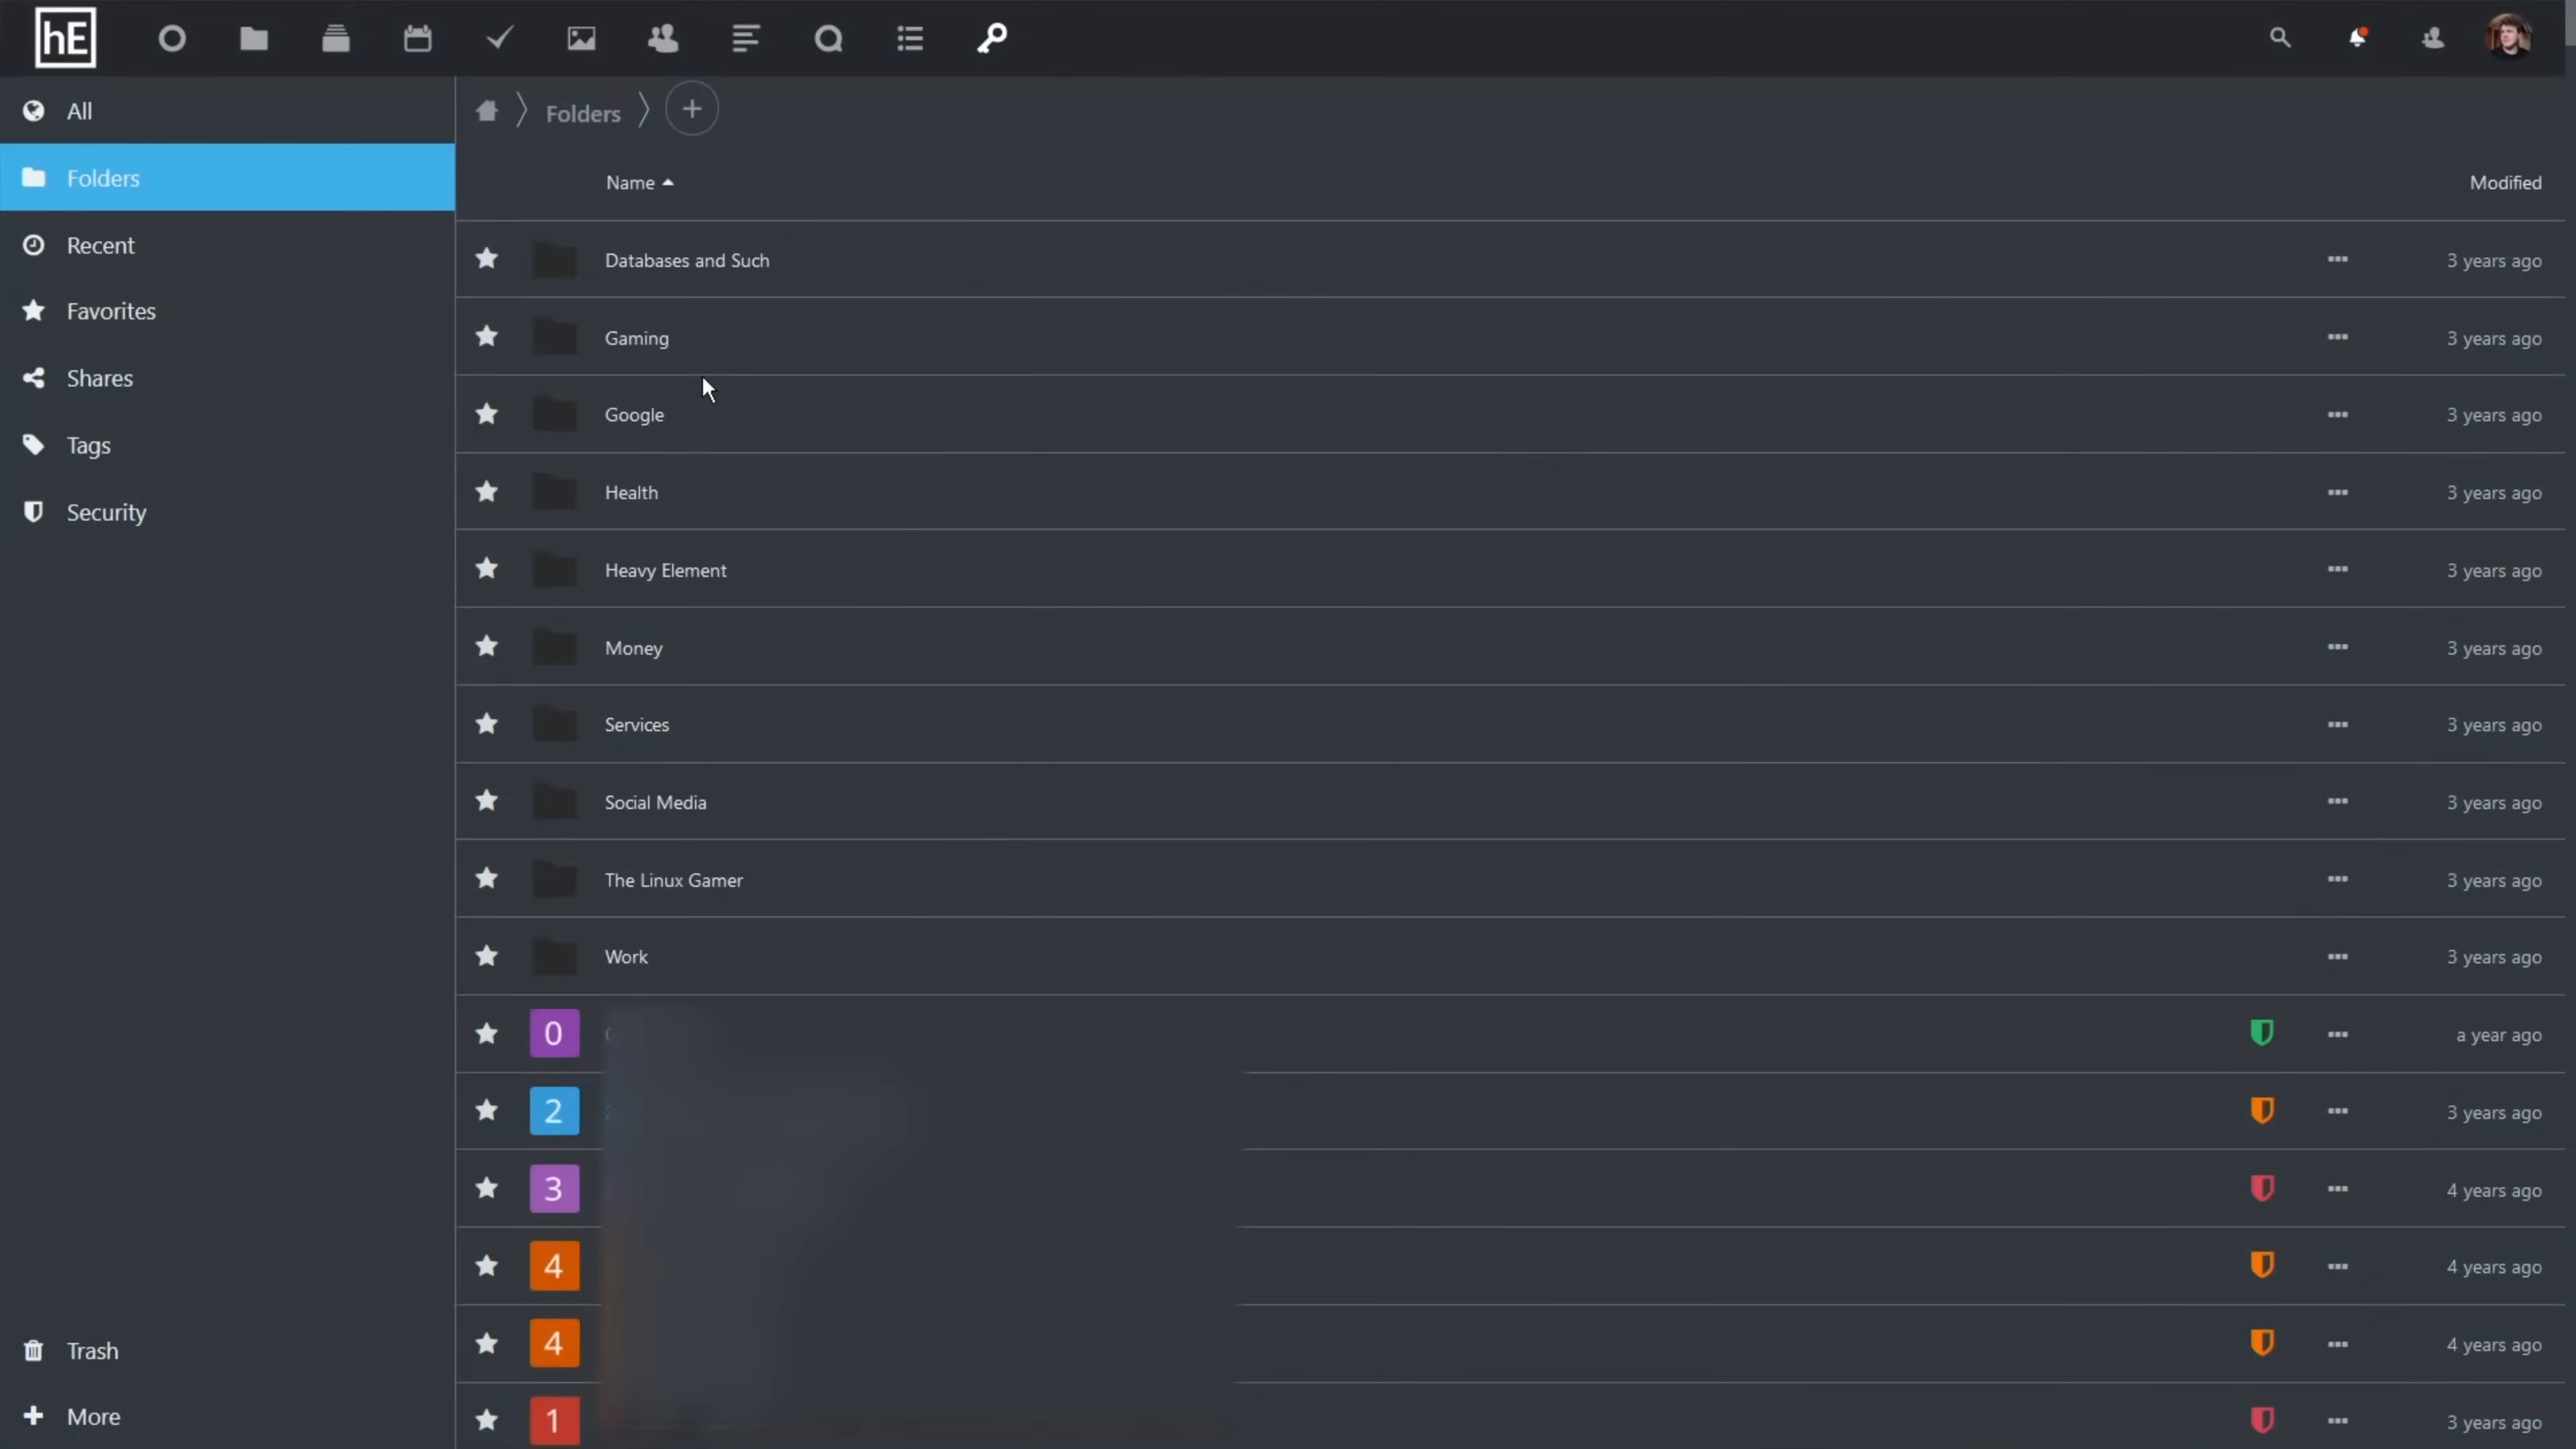 hE
All
Folders
Recent
Favorites
Shares
Tags
Security
Trash
More
Folders
Name Modified
Databases and Such 3 years ago
Gaming 3 years ago
Google 3 years ago
Health 3 years ago
Heavy Element 3 years ago
Money 3 years ago
Services 3 years ago
Social Media 3 years ago
The Linux Gamer 3 years ago
Work 3 years ago
0 a year ago
2 3 years ago
3 4 years ago
4 4 years ago
4 4 years ago
1 3 years ago